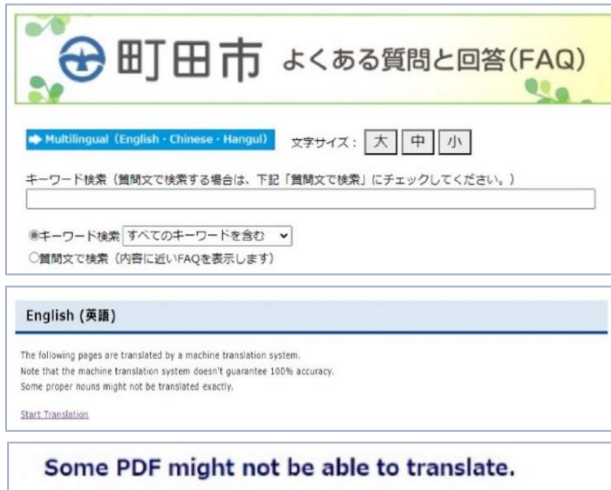 町田市 よくある質問と回答(FAQ)
Multilingual (English・Chinese・Hangul) 文字サイズ： 大 中 小
キーワード検索（質問文で検索する場合は、下記「質問文で検索」にチェックしてください。）
キーワード検索 すべてのキーワードを含む
質問文で検索（内容に近いFAQを表示します）
English (英語)
The following pages are translated by a machine translation system.
Note that the machine translation system doesn't guarantee 100% accuracy.
Some proper nouns might not be translated exactly.
Start Translation
Some PDF might not be able to translate.